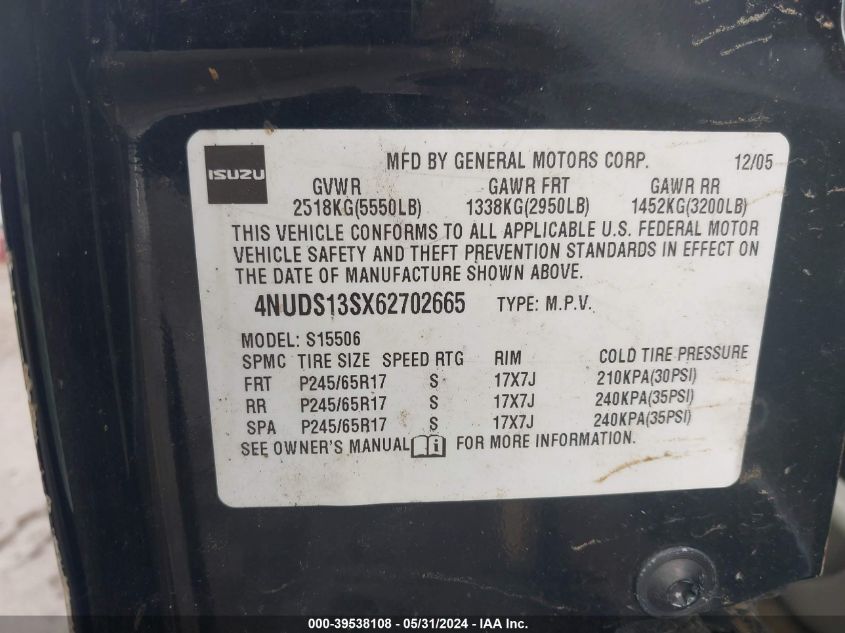 ISUZU
MFD BY GENERAL MOTORS CORP. 12/05
GVWR GAWR FRT GAWR RR
2518KG(5550LB) 1338KG(2950LB) 1452KG(3200LB)
THIS VEHICLE CONFORMS TO ALL APPLICABLE U.S. FEDERAL MOTOR
VEHICLE SAFETY AND THEFT PREVENTION STANDARDS IN EFFECT ON
THE DATE OF MANUFACTURE SHOWN ABOVE.
4NUDS13SX62702665 TYPE: M.P.V.
MODEL: S15506
SPMC TIRE SIZE SPEED RTG RIM COLD TIRE PRESSURE
FRT P245/65R17 S 17X7J 210KPA(30PSI)
RR P245/65R17 S 17X7J 240KPA(35PSI)
SPA P245/65R17 S 17X7J 240KPA(35PSI)
SEE OWNER'S MANUAL i FOR MORE INFORMATION.
000-39538108 - 05/31/2024 - IAA Inc.